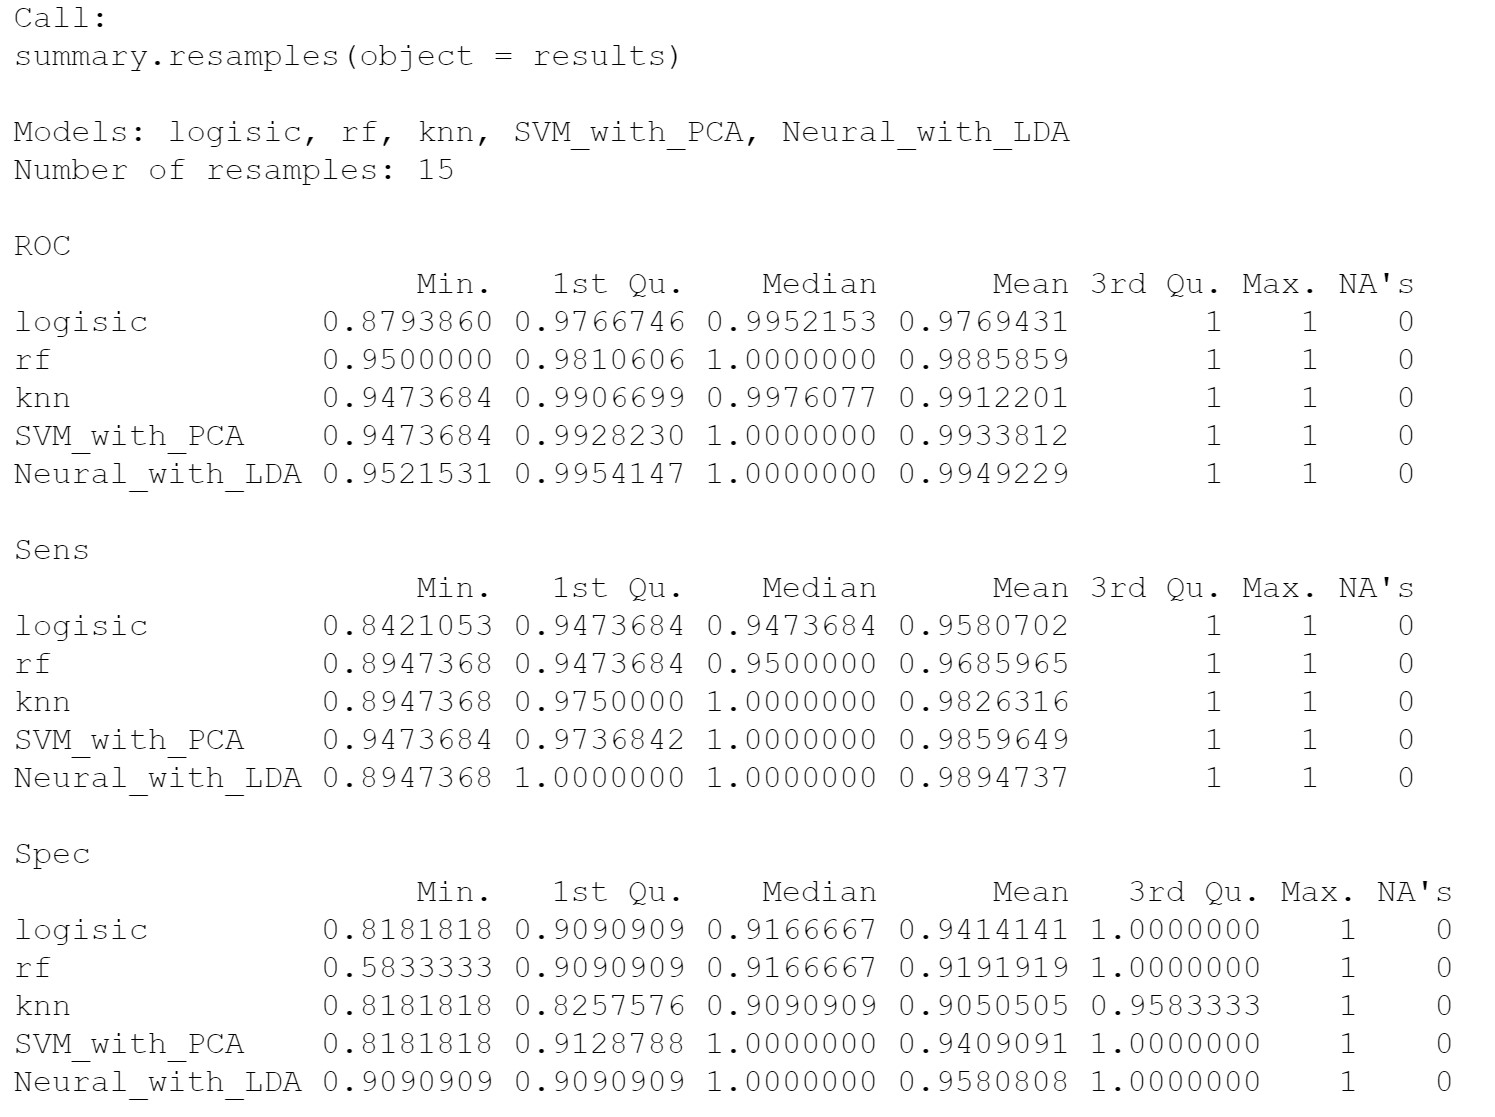 Call:
summary.resamples(object = results)

Models: logisic, rf, knn, SVM_with_PCA, Neural_with_LDA
Number of resamples: 15

ROC
                     Min.   1st Qu.    Median      Mean 3rd Qu. Max. NA's
logisic         0.8793860 0.9766746 0.9952153 0.9769431       1    1    0
rf              0.9500000 0.9810606 1.0000000 0.9885859       1    1    0
knn             0.9473684 0.9906699 0.9976077 0.9912201       1    1    0
SVM_with_PCA    0.9473684 0.9928230 1.0000000 0.9933812       1    1    0
Neural_with_LDA 0.9521531 0.9954147 1.0000000 0.9949229       1    1    0

Sens
                     Min.   1st Qu.    Median      Mean 3rd Qu. Max. NA's
logisic         0.8421053 0.9473684 0.9473684 0.9580702       1    1    0
rf              0.8947368 0.9473684 0.9500000 0.9685965       1    1    0
knn             0.8947368 0.9750000 1.0000000 0.9826316       1    1    0
SVM_with_PCA    0.9473684 0.9736842 1.0000000 0.9859649       1    1    0
Neural_with_LDA 0.8947368 1.0000000 1.0000000 0.9894737       1    1    0

Spec
                     Min.   1st Qu.    Median      Mean   3rd Qu. Max. NA's
logisic         0.8181818 0.9090909 0.9166667 0.9414141 1.0000000    1    0
rf              0.5833333 0.9090909 0.9166667 0.9191919 1.0000000    1    0
knn             0.8181818 0.8257576 0.9090909 0.9050505 0.9583333    1    0
SVM_with_PCA    0.8181818 0.9128788 1.0000000 0.9409091 1.0000000    1    0
Neural_with_LDA 0.9090909 0.9090909 1.0000000 0.9580808 1.0000000    1    0